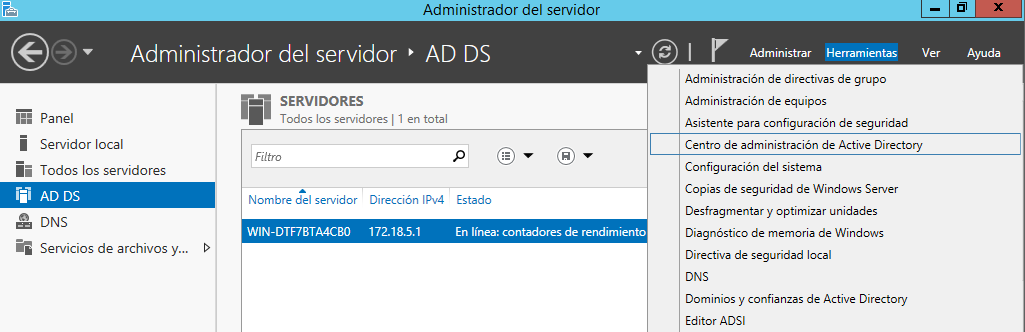 Administrador del servidor
Administrador del servidor ‣ AD DS
Administrar Herramientas Ver Ayuda
Panel
Servidor local
Todos los servidores
AD DS
DNS
Servicios de archivos y...
SERVIDORES
Todos los servidores | 1 en total
Filtro
Nombre del servidor Dirección IPv4 Estado
WIN-DTF7BTA4CB0 172.18.5.1 En línea: contadores de rendimiento
Administración de directivas de grupo
Administración de equipos
Asistente para configuración de seguridad
Centro de administración de Active Directory
Configuración del sistema
Copias de seguridad de Windows Server
Desfragmentar y optimizar unidades
Diagnóstico de memoria de Windows
Directiva de seguridad local
DNS
Dominios y confianzas de Active Directory
Editor ADSI